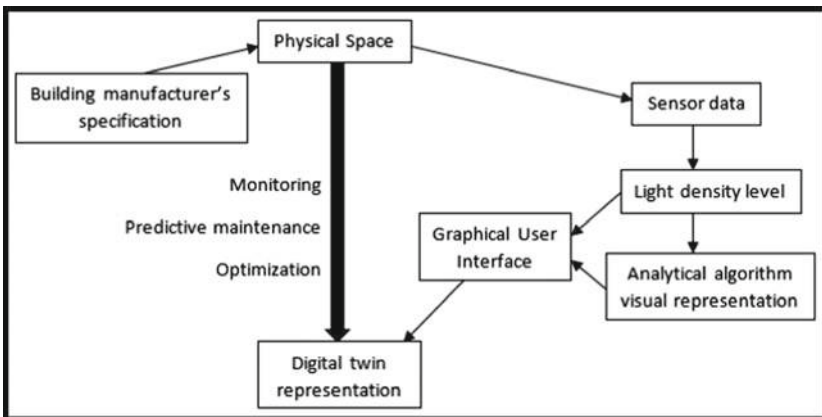 Physical Space
Building manufacturer's
specification
Sensor data
Monitoring
Light density level
Predictive maintenance
Graphical User
Interface
Optimization
Analytical algorithm
visual representation
Digital twin
representation